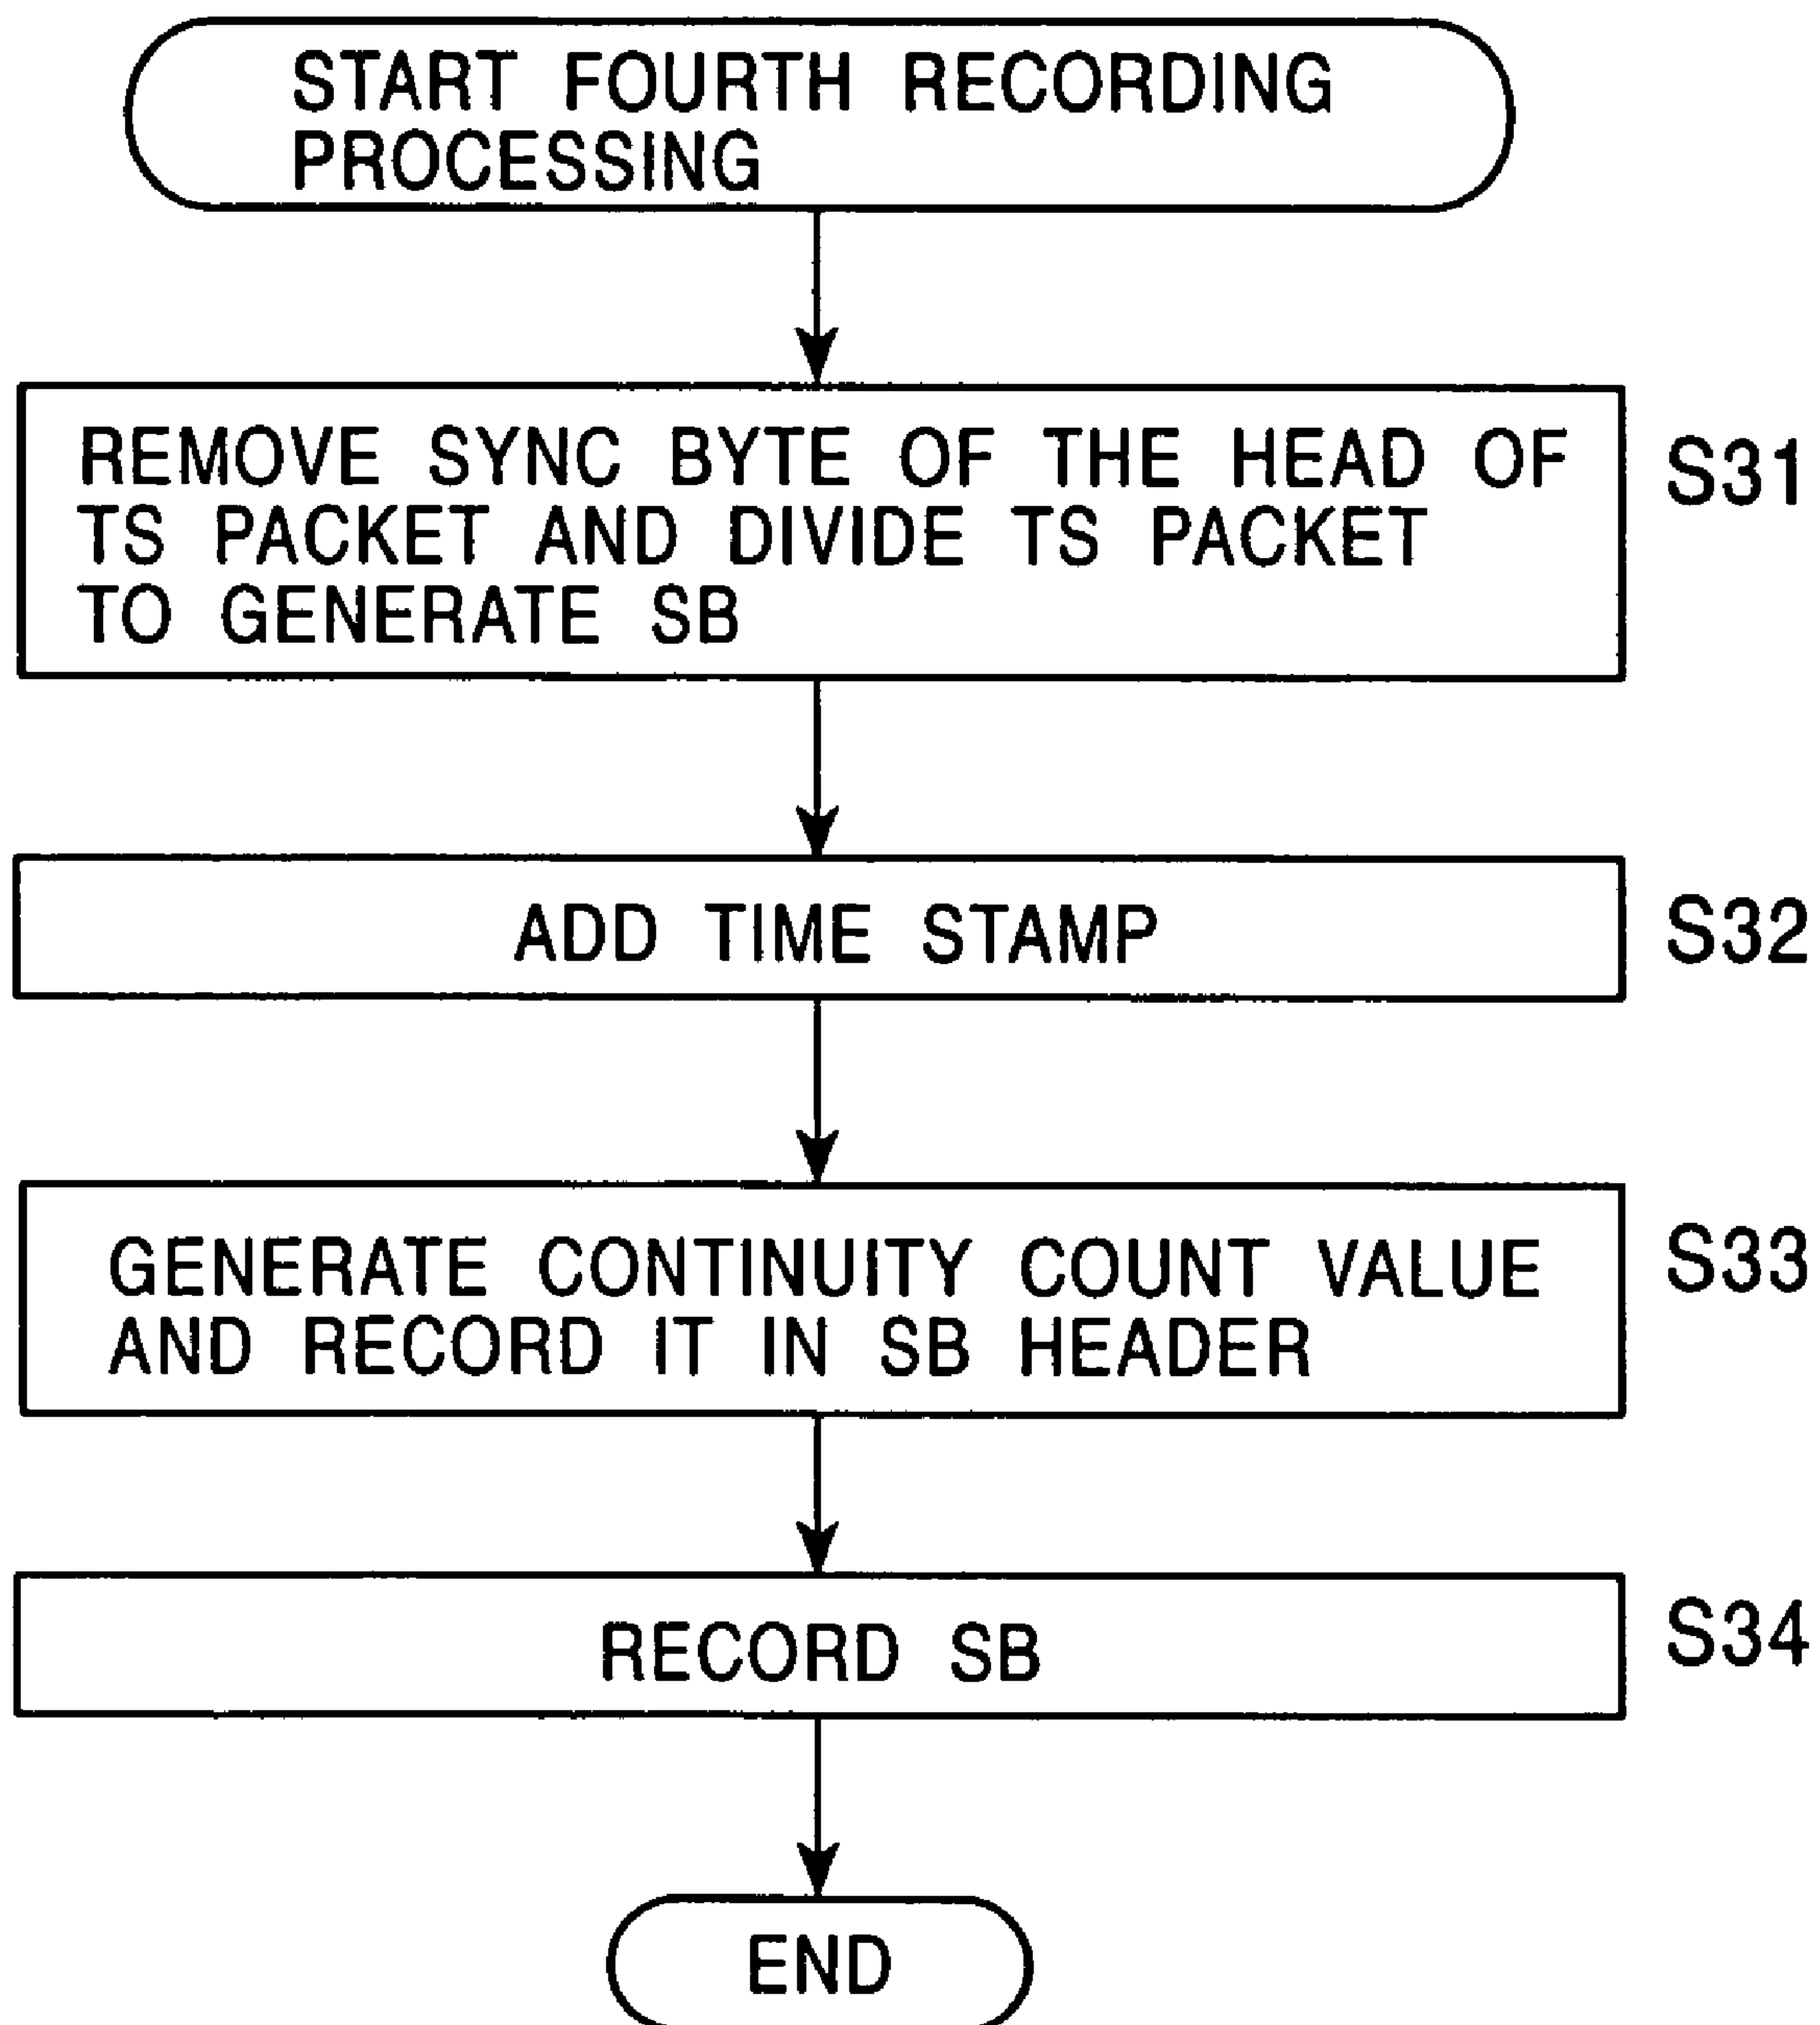 START FOURTH RECORDING
PROCESSING
REMOVE SYNC BYTE OF THE HEAD OF
TS PACKET AND DIVIDE TS PACKET
TO GENERATE SB
S31
ADD TIME STAMP
S32
GENERATE CONTINUITY COUNT VALUE
AND RECORD IT IN SB HEADER
S33
RECORD SB
S34
END